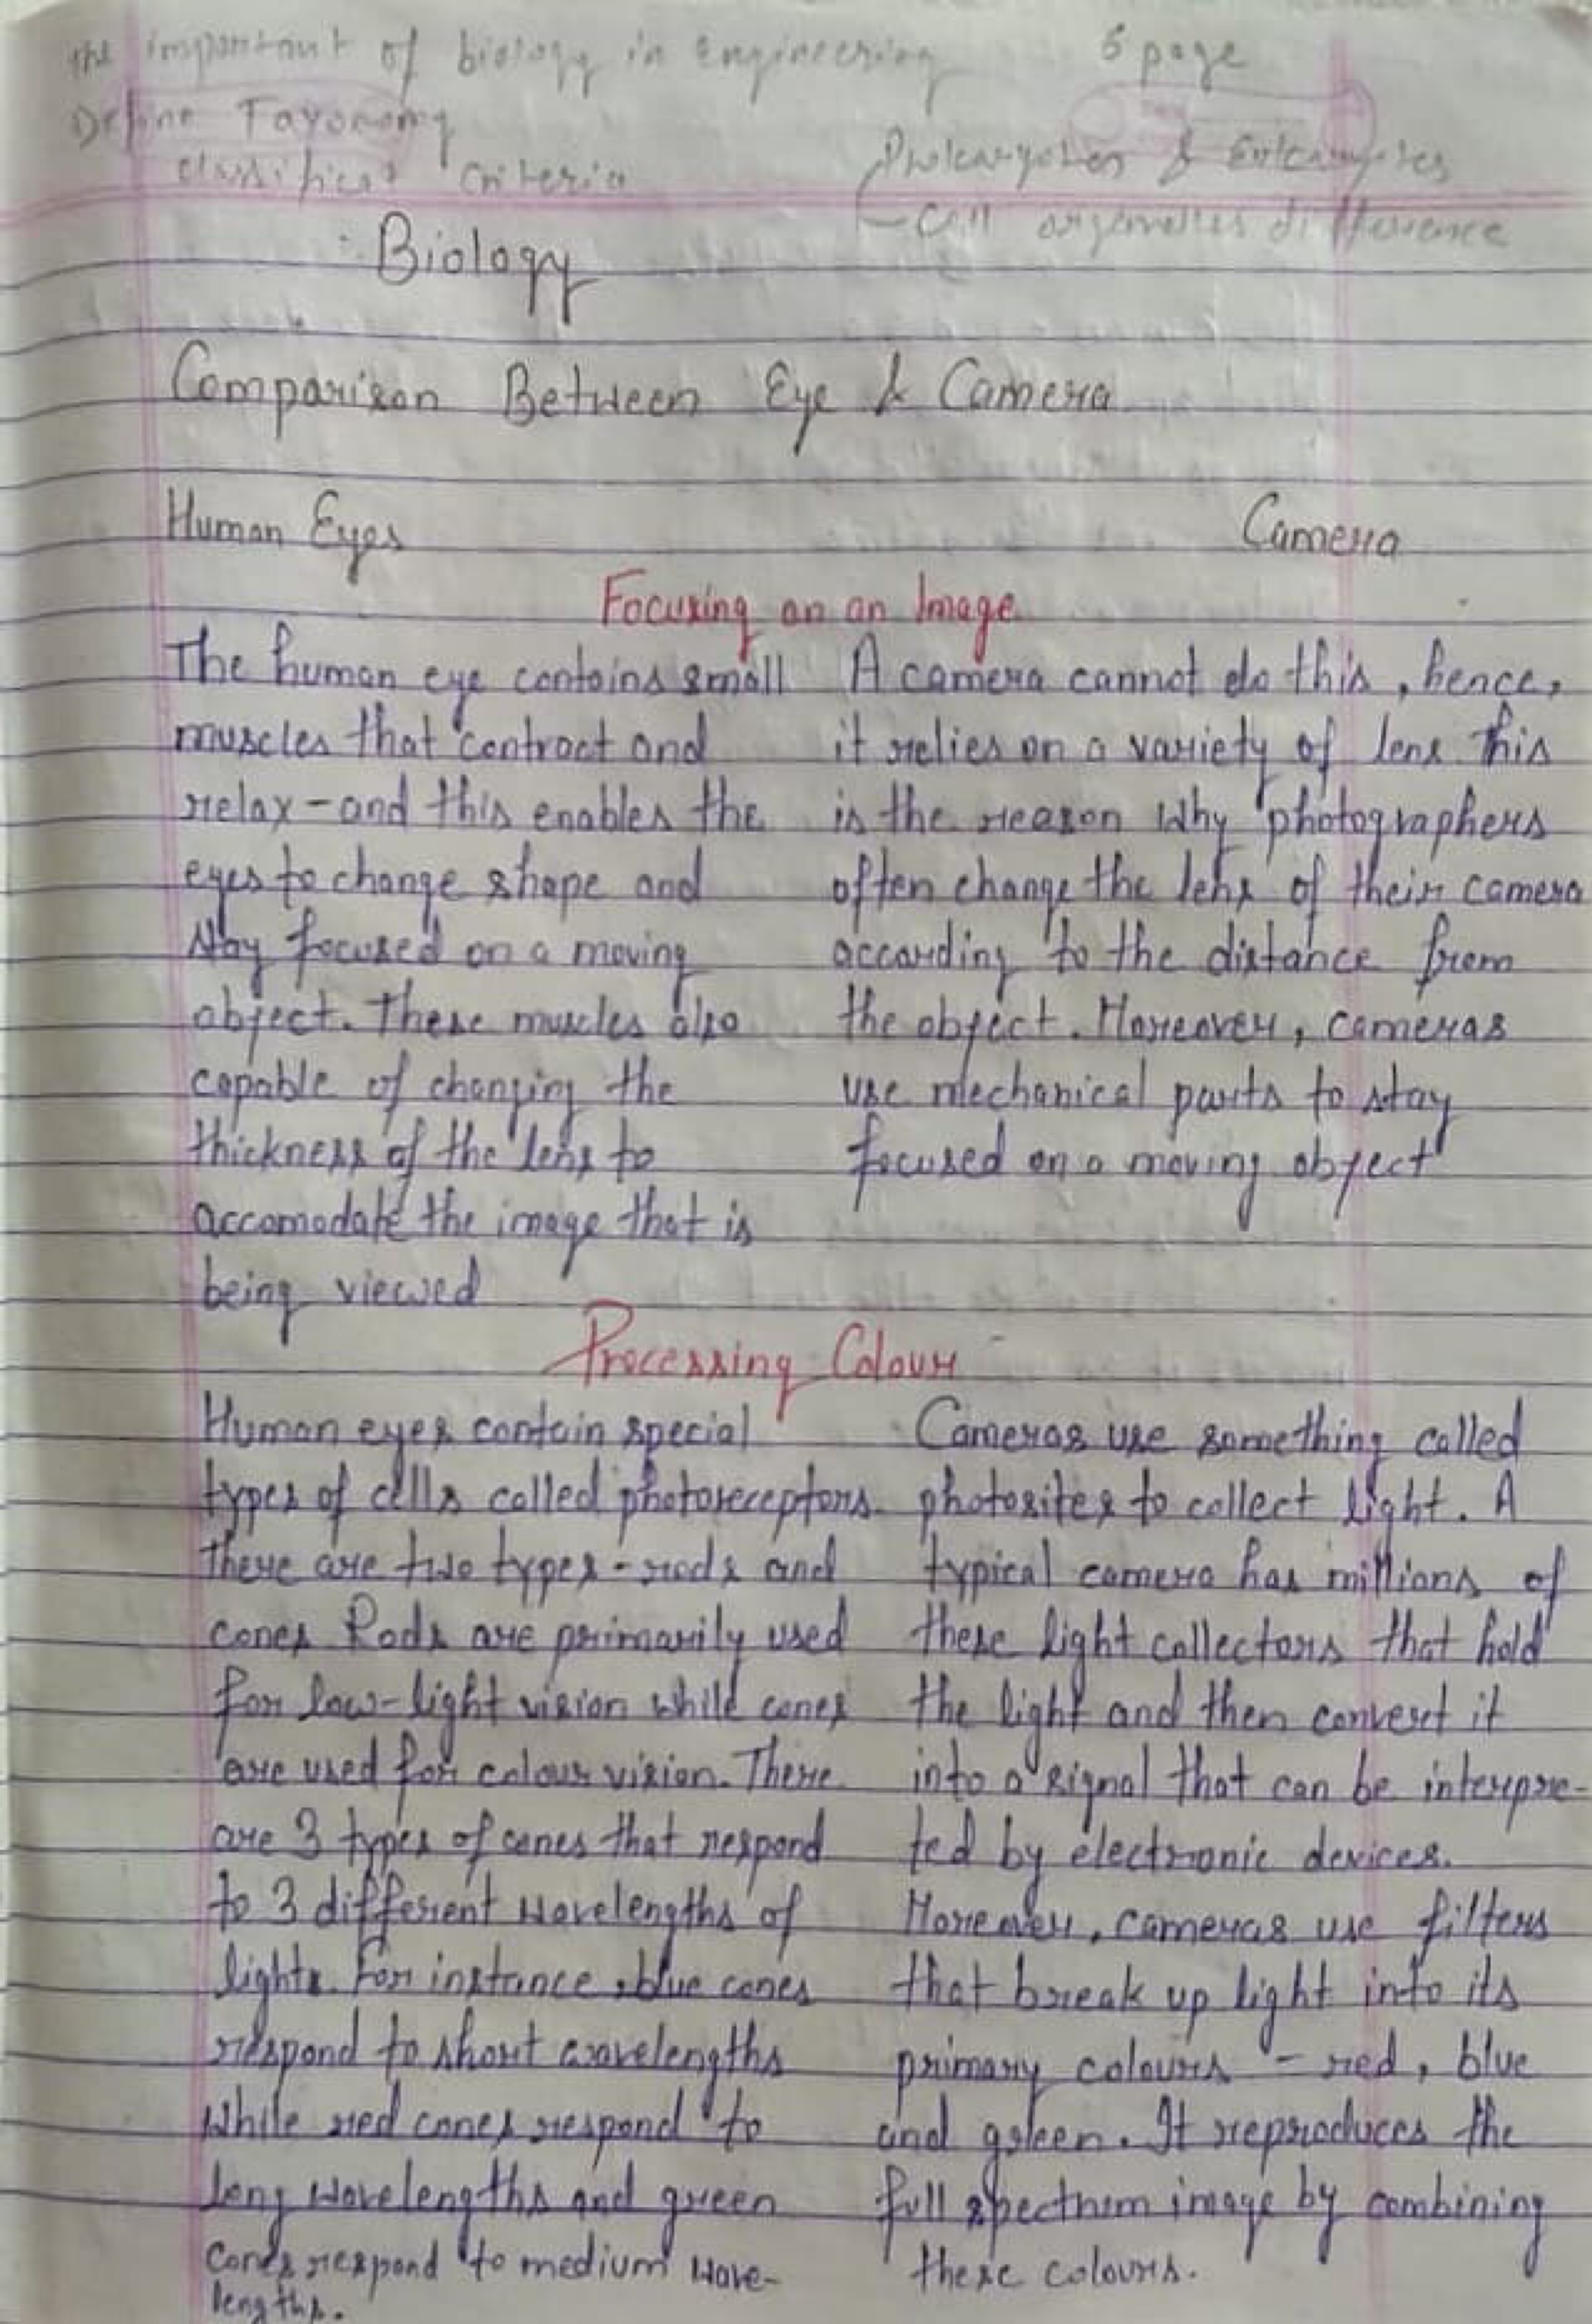 the important of biology in Engineering 5 page
Define Taxonomy
classificat criteria
Prokaryotes & Eukaryotes
- Cell organelles difference
Biology
Comparison Between Eye & Camera
Human Eyes
Camera
Focusing on an Image
The human eye contains small
muscles that contract and
relax - and this enables the
eyes to change shape and
stay focused on a moving
object. These muscles also
capable of changing the
thickness of the lens to
accomodate the image that is
being viewed
A camera cannot do this, hence,
it relies on a variety of lens this
is the reason why photographers
often change the lens of their camera
according to the distance from
the object. Moreover, cameras
use mechanical parts to stay
focused on a moving object
Processing Colour
Human eyes contain special
types of cells called photoreceptors.
There are two types - rods and
cones Rods are primarily used
for low-light vision while cones
are used for colour vision. There
are 3 types of cones that respond
to 3 different wavelengths of
lights. For instance, blue cones
respond to short wavelengths
while red cones respond to
long wavelengths and green
cones respond to medium wave-
lengths.
Cameras use something called
photosites to collect light. A
typical camera has millions of
these light collectors that hold
the light and then convert it
into a signal that can be interpre-
ted by electronic devices.
Moreover, cameras use filters
that break up light into its
primary colours - red, blue
and green. It reproduces the
full spectrum image by combining
these colours.